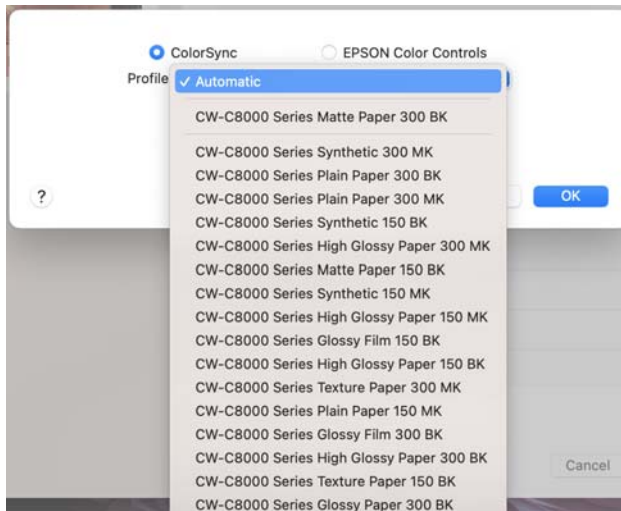 ColorSync EPSON Color Controls
Profile ✓ Automatic
CW-C8000 Series Matte Paper 300 BK
CW-C8000 Series Synthetic 300 MK
CW-C8000 Series Plain Paper 300 BK
CW-C8000 Series Plain Paper 300 MK
? OK
CW-C8000 Series Synthetic 150 BK
CW-C8000 Series High Glossy Paper 300 MK
CW-C8000 Series Matte Paper 150 BK
CW-C8000 Series Synthetic 150 MK
CW-C8000 Series High Glossy Paper 150 MK
CW-C8000 Series Glossy Film 150 BK
CW-C8000 Series High Glossy Paper 150 BK
CW-C8000 Series Texture Paper 300 MK
CW-C8000 Series Plain Paper 150 MK
CW-C8000 Series Glossy Film 300 BK
CW-C8000 Series High Glossy Paper 300 BK
Cancel
CW-C8000 Series Texture Paper 150 BK
CW-C8000 Series Glossy Paper 300 BK